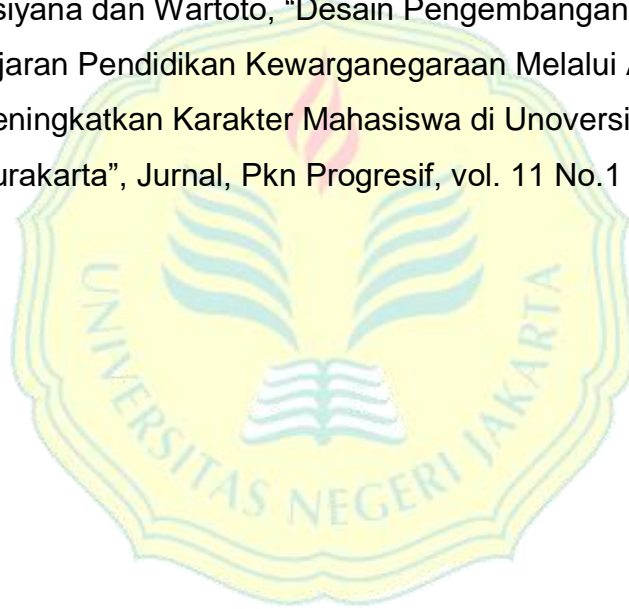 siyana dan Wartoto, “Desain Pengembangan
jaran Pendidikan Kewarganegaraan Melalui A
eningkatkan Karakter Mahasiswa di Unoversi
urakarta”, Jurnal, Pkn Progresif, vol. 11 No.1
UNIVERSITAS NEGERI JAKARTA